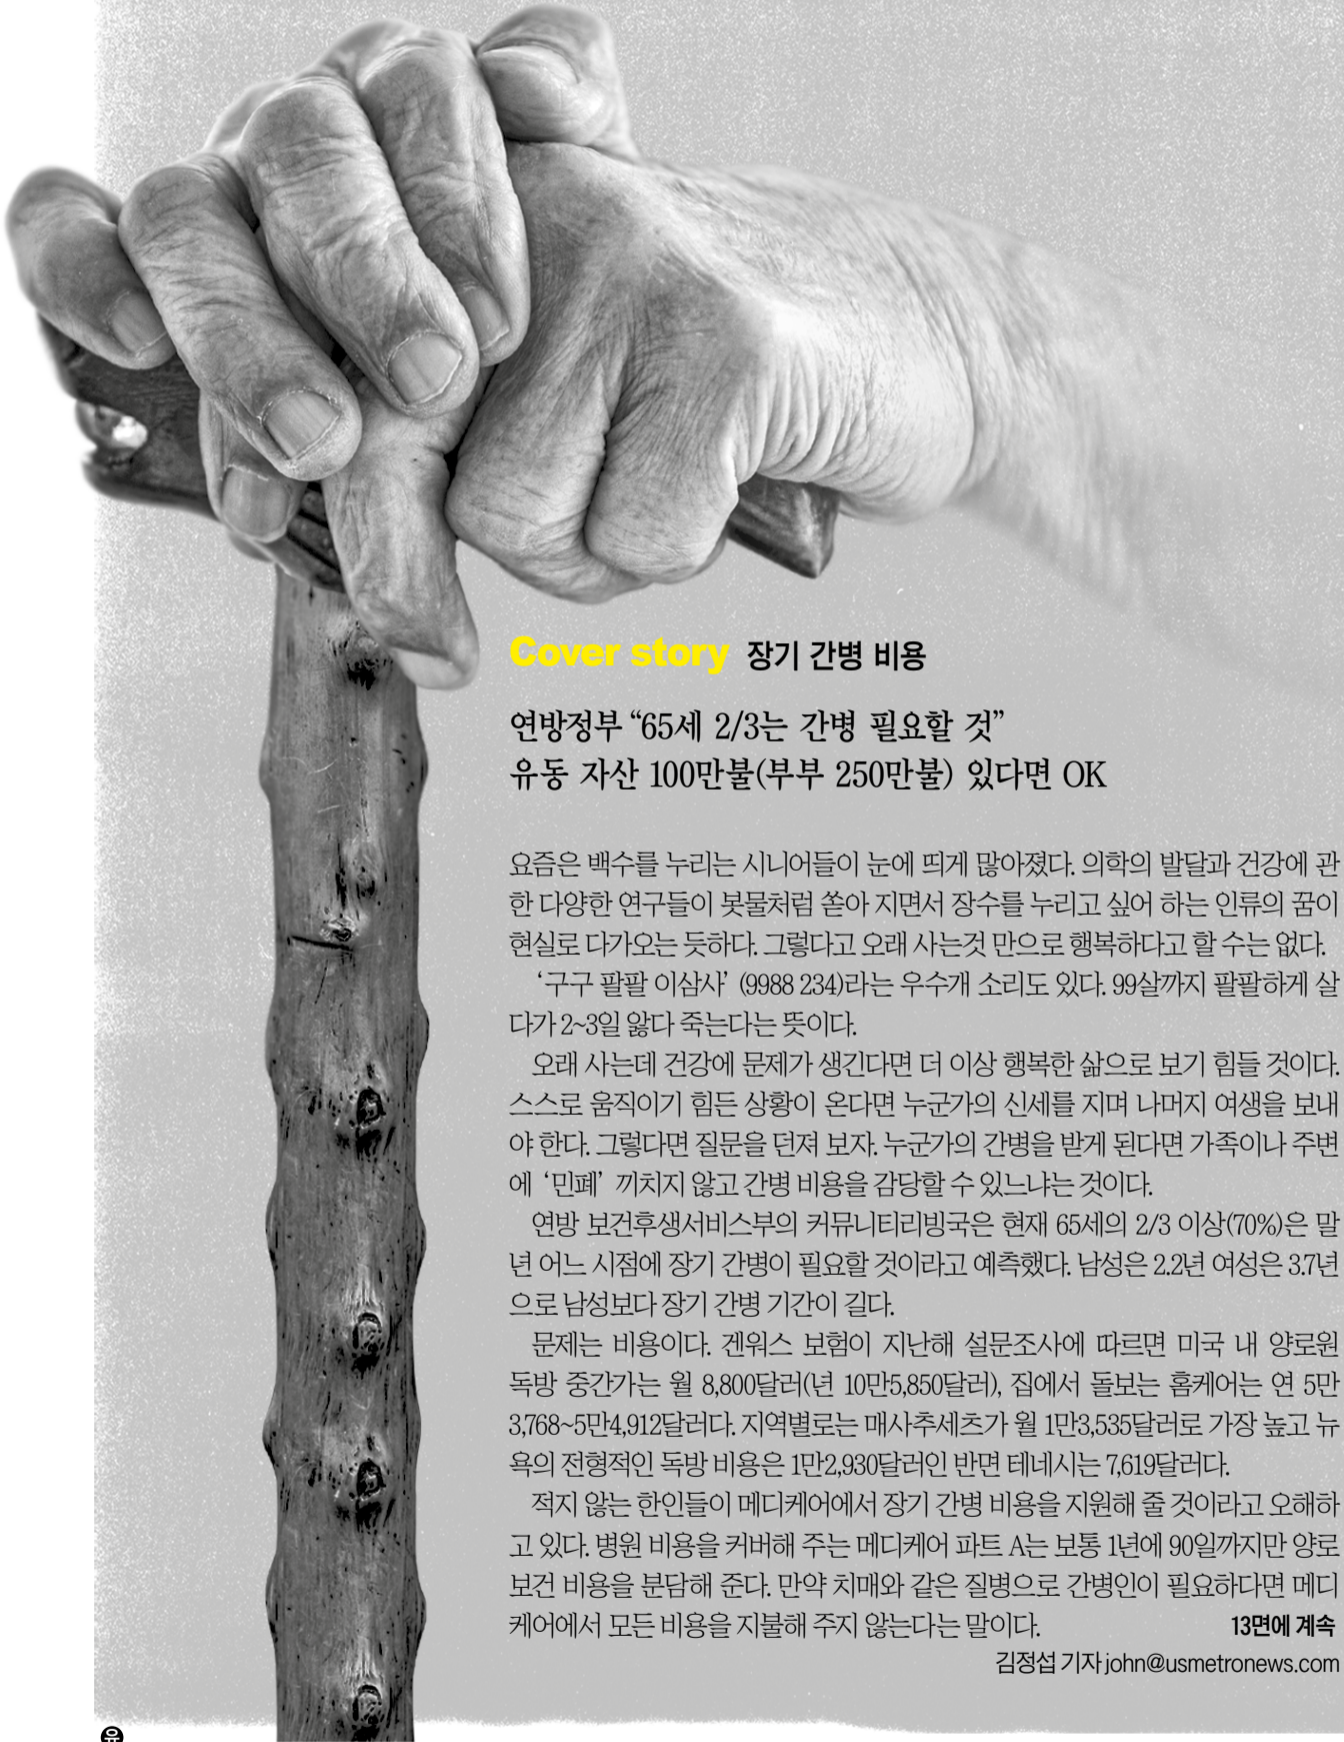 Cover story 장기 간병 비용
연방정부 “65세 2/3는 간병 필요할 것”
유동 자산 100만불(부부 250만불) 있다면 OK
요즘은 백수를 누리는 시니어들이 눈에 띄게 많아졌다. 의학의 발달과 건강에 관
한 다양한 연구들이 봇물처럼 쏟아 지면서 장수를 누리고 싶어 하는 인류의 꿈이
현실로 다가오는 듯하다. 그렇다고 오래 사는것 만으로 행복하다고 할 수는 없다.
‘구구 팔팔 이삼사’ (9988 234)라는 우수개 소리도 있다. 99살까지 팔팔하게 살
다가 2~3일 앓다 죽는다는 뜻이다.
오래 사는데 건강에 문제가 생긴다면 더 이상 행복한 삶으로 보기 힘들 것이다.
스스로 움직이기 힘든 상황이 온다면 누군가의 신세를 지며 나머지 여생을 보내
야 한다. 그렇다면 질문을 던져 보자. 누군가의 간병을 받게 된다면 가족이나 주변
에 ‘민폐’ 끼치지 않고 간병 비용을 감당할 수 있느냐는 것이다.
연방 보건후생서비스부의 커뮤니티리빙국은 현재 65세의 2/3 이상(70%)은 말
년 어느 시점에 장기 간병이 필요할 것이라고 예측했다. 남성은 2.2년 여성은 3.7년
으로 남성보다 장기 간병 기간이 길다.
문제는 비용이다. 겐워스 보험이 지난해 설문조사에 따르면 미국 내 양로원
독방 중간가는 월 8,800달러(년 10만5,850달러), 집에서 돌보는 홈케어는 연 5만
3,768~5만4,912달러다. 지역별로는 매사추세츠가 월 1만3,535달러로 가장 높고 뉴
욕의 전형적인 독방 비용은 1만2,930달러인 반면 테네시는 7,619달러다.
적지 않는 한인들이 메디케어에서 장기 간병 비용을 지원해 줄 것이라고 오해하
고 있다. 병원 비용을 커버해 주는 메디케어 파트 A는 보통 1년에 90일까지만 양로
보건 비용을 분담해 준다. 만약 치매와 같은 질병으로 간병인이 필요하다면 메디
케어에서 모든 비용을 지불해 주지 않는다는 말이다.
13면에 계속
김정섭 기자 john@usmetronews.com